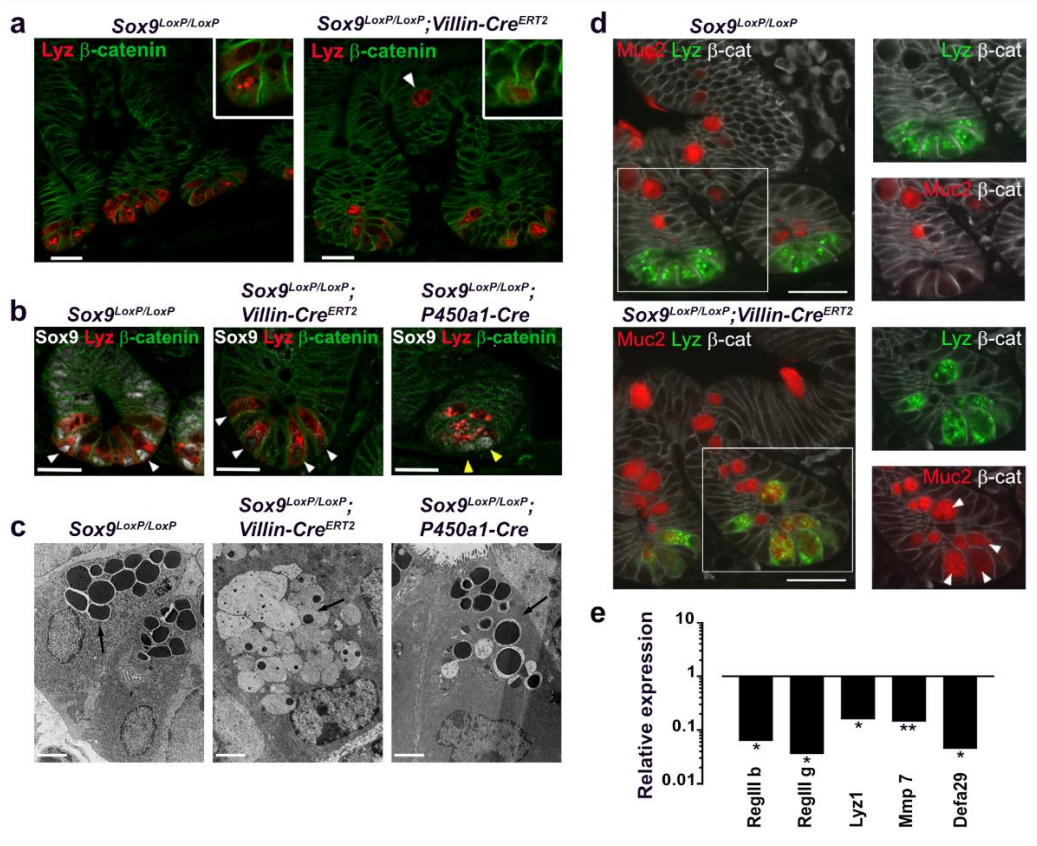 a
Sox9LoxP/LoxP
Sox9LoxP/LoxP;Villin-CreERT2
Lyz β-catenin
Lyz β-catenin
b
Sox9LoxP/LoxP
Sox9LoxP/LoxP;
Villin-CreERT2
Sox9LoxP/LoxP;
P450a1-Cre
Sox9 Lyz β-catenin
Sox9 Lyz β-catenin
Sox9 Lyz β-catenin
c
Sox9LoxP/LoxP
Sox9LoxP/LoxP;
Villin-CreERT2
Sox9LoxP/LoxP;
P450a1-Cre
d
Sox9LoxP/LoxP
Muc2 Lyz β-cat
Lyz β-cat
Muc2 β-cat
Sox9LoxP/LoxP;Villin-CreERT2
Muc2 Lyz β-cat
Lyz β-cat
Muc2 β-cat
e
Relative expression
10
1
0.1
0.01
*
*
*
**
*
RegIII b
RegIII g
Lyz1
Mmp 7
Defa29